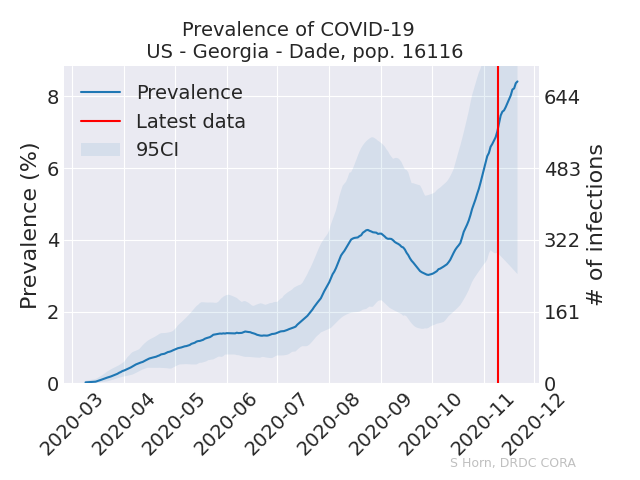 Prevalence of COVID-19
US - Georgia - Dade, pop. 16116
Prevalence
Latest data
95CI
Prevalence (%)
8
6
4
2
0
644
483
322
161
0
# of infections
2020-03
2020-04
2020-05
2020-06
2020-07
2020-08
2020-09
2020-10
2020-11
2020-12
S Horn, DRDC CORA